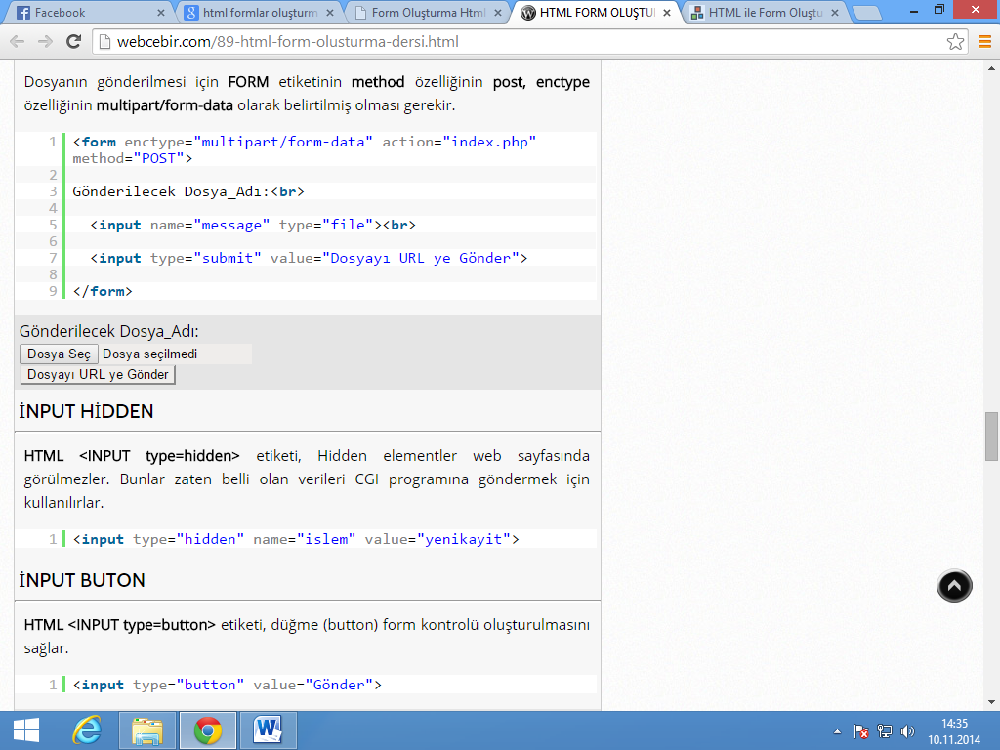 Facebook
html formlar oluşturm
Form Oluşturma Html
HTML FORM OLUŞTU
HTML ile Form Oluştu
webcebir.com/89-html-form-olusturma-dersi.html
Dosyanın gönderilmesi için FORM etiketinin method özelliğinin post, enctype
özelliğinin multipart/form-data olarak belirtilmiş olması gerekir.
1 <form enctype="multipart/form-data" action="index.php"
method="POST">
2
3 Gönderilecek Dosya_Adı:<br>
4
5 <input name="message" type="file"><br>
6
7 <input type="submit" value="Dosyayı URL ye Gönder">
8
9 </form>
Gönderilecek Dosya_Adı:
Dosya Seç Dosya seçilmedi
Dosyayı URL ye Gönder
İNPUT HİDDEN
HTML <INPUT type=hidden> etiketi, Hidden elementler web sayfasında
görülmezler. Bunlar zaten belli olan verileri CGI programına göndermek için
kullanılırlar.
1 <input type="hidden" name="islem" value="yenikayit">
İNPUT BUTON
HTML <INPUT type=button> etiketi, düğme (button) form kontrolü oluşturulmasını
sağlar.
1 <input type="button" value="Gönder">
14:35
10.11.2014